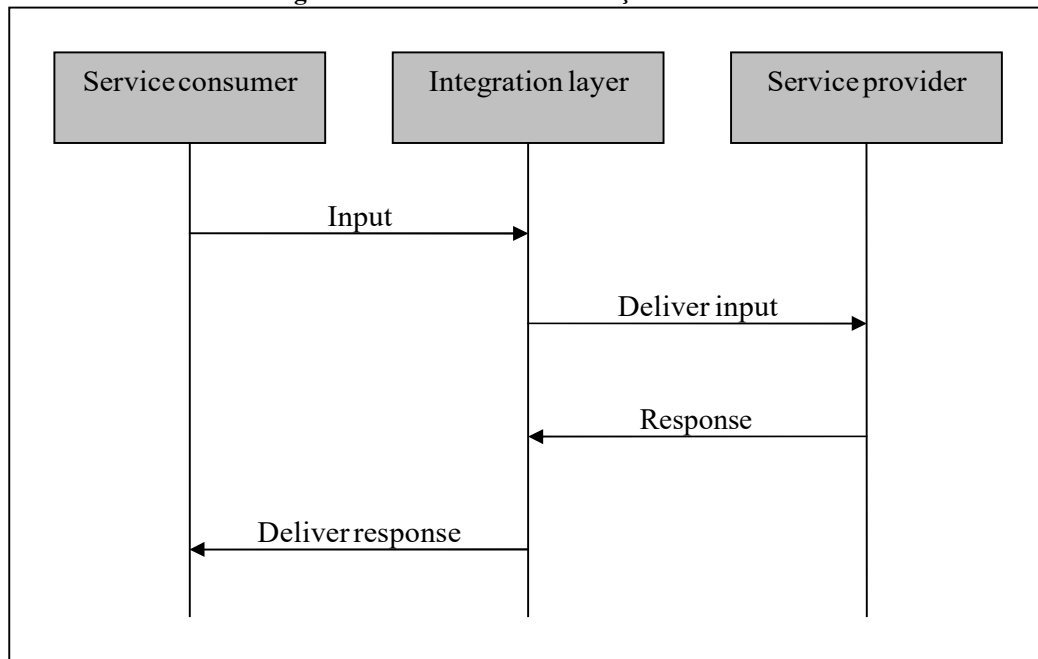 Service consumer
Integration layer
Service provider
Input
Deliver input
Response
Deliver response